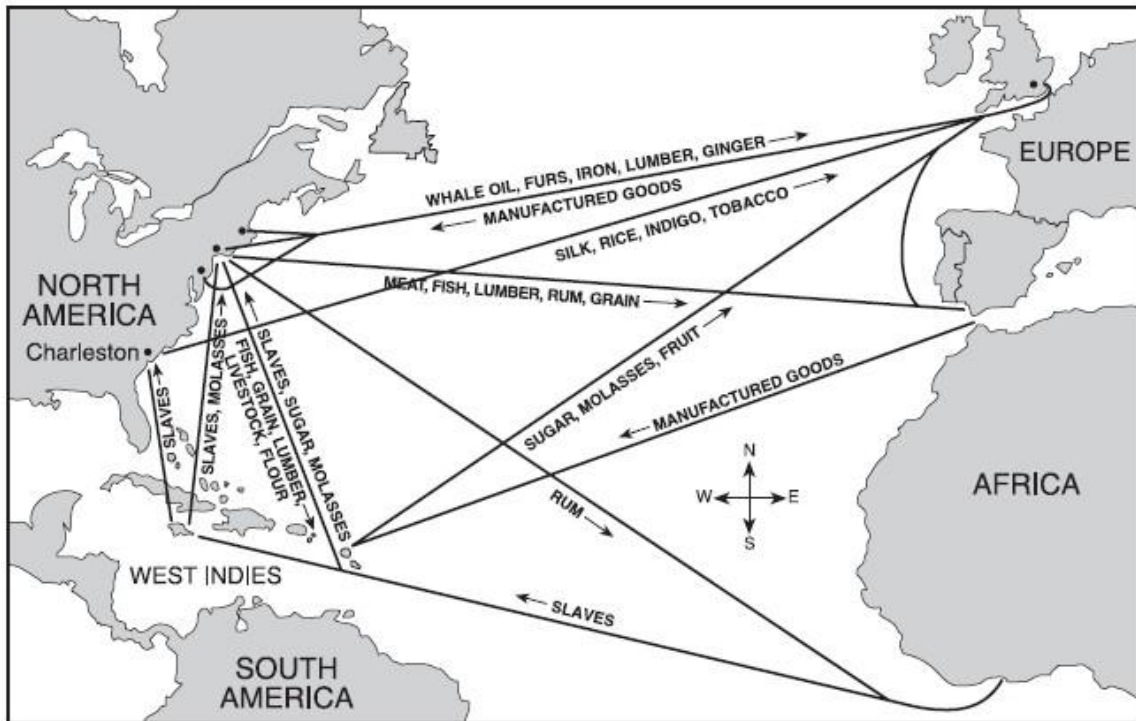 EUROPE
WHALE OIL, FURS, IRON, LUMBER, GINGER
MANUFACTURED GOODS
SILK, RICE, INDIGO, TOBACCO
NORTH
AMERICA
MEAT, FISH, LUMBER, RUM, GRAIN
Charleston
SLAVES
SLAVES, MOLASSES
SLAVES, SUGAR, MOLASSES
FISH, GRAIN, LUMBER,
LIVESTOCK, FLOUR
SUGAR, MOLASSES, FRUIT
MANUFACTURED GOODS
N
W
E
S
AFRICA
RUM
WEST INDIES
SLAVES
SOUTH
AMERICA